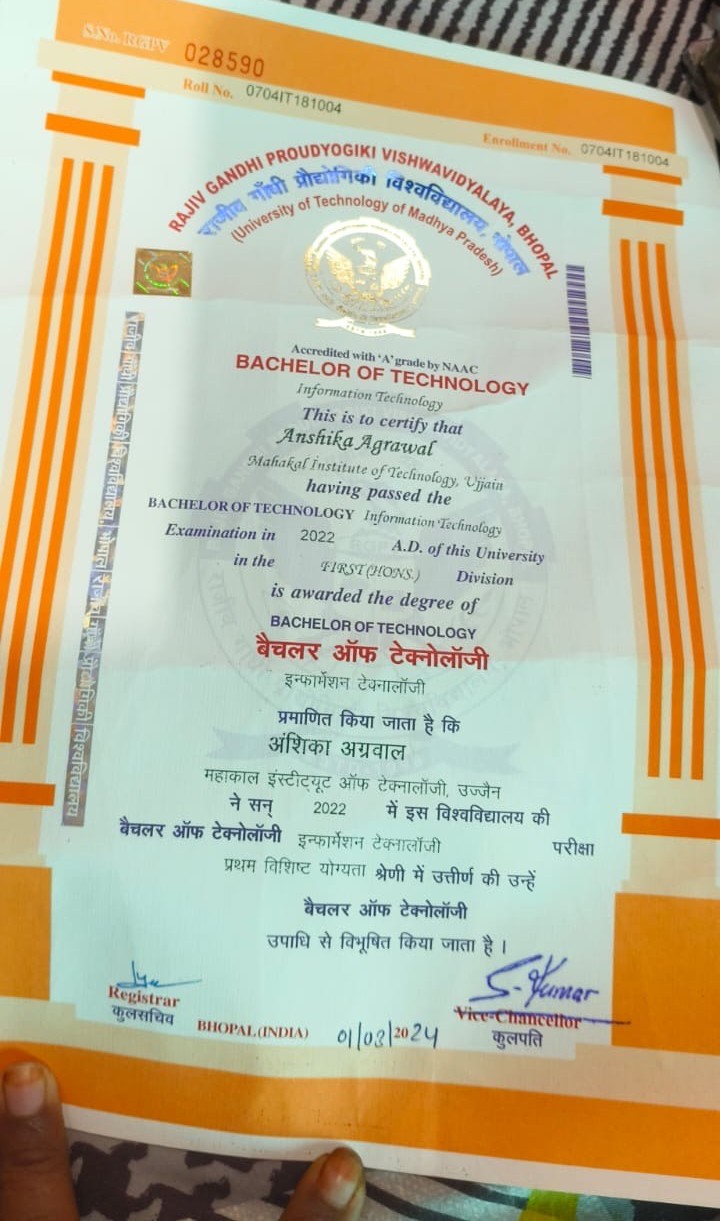 S.No. RGPV 028590
Roll No. 0704IT181004
Enrollment No. 0704IT181004
RAJIV GANDHI PROUDYOGIKI VISHWAVIDYALAYA, BHOPAL
राजीव गाँधी प्रौद्योगिकी विश्वविद्यालय, भोपाल
(University of Technology of Madhya Pradesh)
Accredited with 'A' grade by NAAC
BACHELOR OF TECHNOLOGY
Information Technology
This is to certify that
Anshika Agrawal
Mahakal Institute of Technology, Ujjain
having passed the
BACHELOR OF TECHNOLOGY Information Technology
Examination in 2022 A.D. of this University
in the FIRST(HONS.) Division
is awarded the degree of
BACHELOR OF TECHNOLOGY
बैचलर ऑफ टेक्नोलॉजी
इन्फार्मेशन टेक्नालॉजी
प्रमाणित किया जाता है कि
अंशिका अग्रवाल
महाकाल इंस्टीट्यूट ऑफ टेक्नालॉजी, उज्जैन
ने सन् 2022 में इस विश्वविद्यालय की
बैचलर ऑफ टेक्नोलॉजी इन्फार्मेशन टेक्नालॉजी परीक्षा
प्रथम विशिष्ट योग्यता श्रेणी में उत्तीर्ण की उन्हें
बैचलर ऑफ टेक्नोलॉजी
उपाधि से विभूषित किया जाता है ।
S-Kumar
Registrar
कुलसचिव
BHOPAL (INDIA) 01/03/2024
Vice-Chancellor
कुलपति
राजीव गाँधी प्रौद्योगिकी विश्वविद्यालय, भोपाल राजीव गाँधी प्रौद्योगिकी विश्वविद्यालय